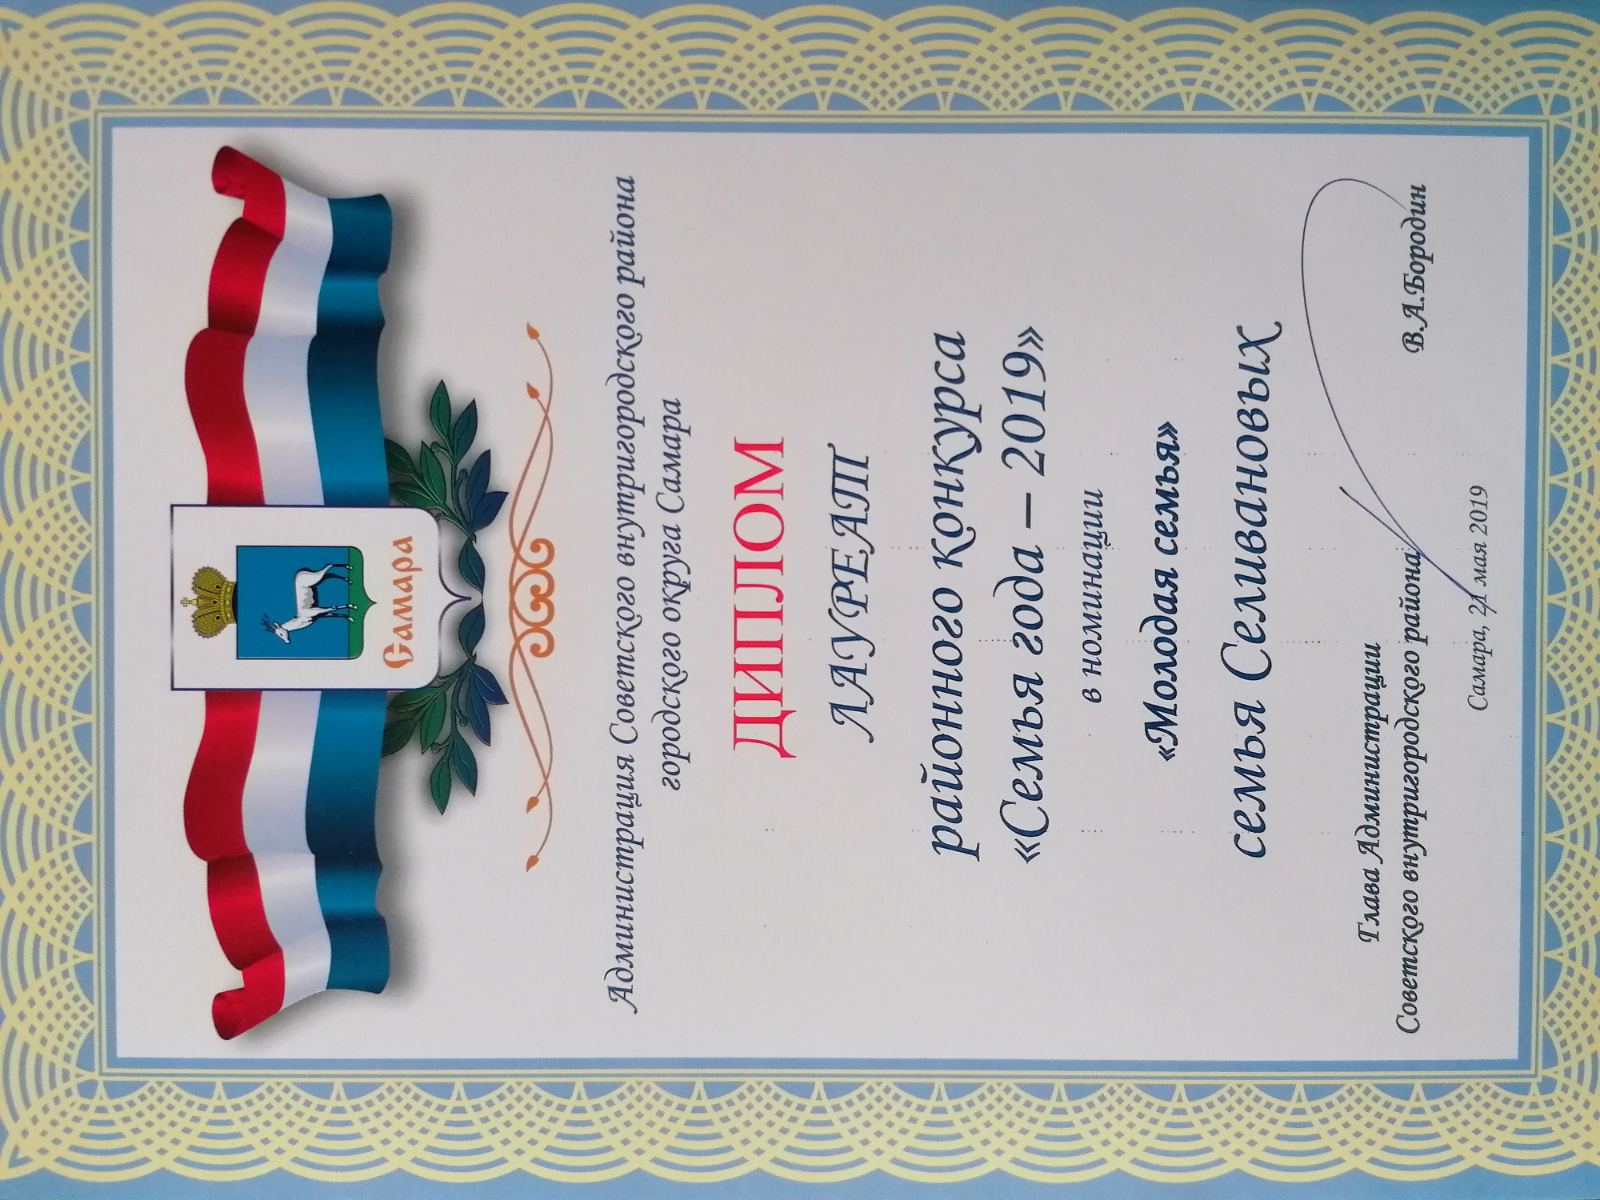 Самара
Администрация Советского внутригородского района
городского округа Самара
ДИПЛОМ
ЛАУРЕАТ
районного конкурса
«Семья года – 2019»
в номинации
«Молодая семья»
семья Селивановых
Глава Администрации
Советского внутригородского района
В.А.Бородин
Самара, 21 мая 2019